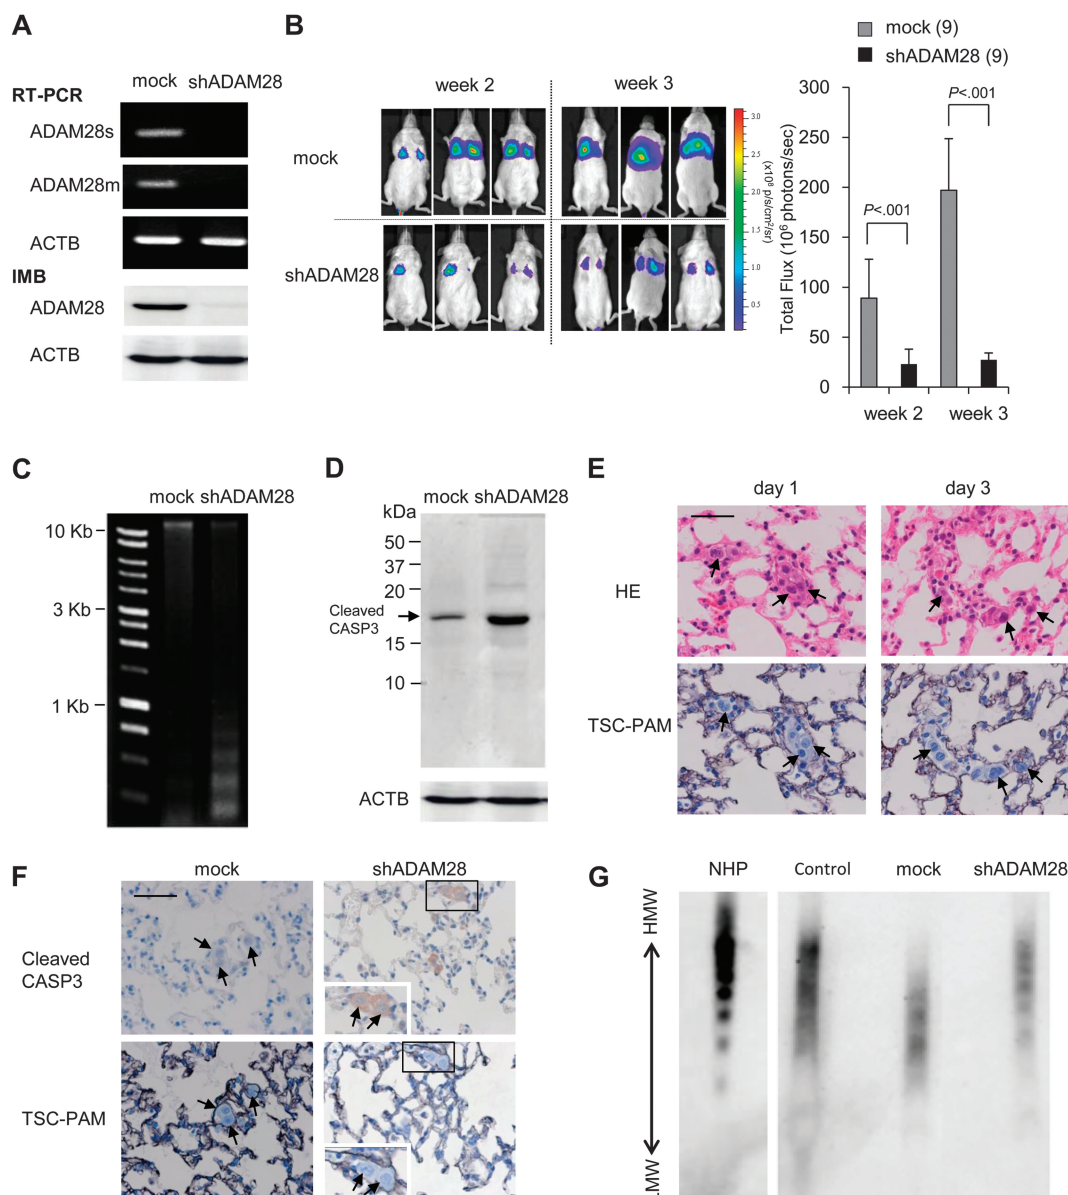 A
mock shADAM28
RT-PCR
ADAM28s
ADAM28m
ACTB
IMB
ADAM28
ACTB
B
week 2
week 3
mock
shADAM28
3.0
2.5
2.0
1.5
1.0
0.5
(x10⁸ p/s/cm²/sr)
mock (9)
shADAM28 (9)
Total Flux (10⁶ photons/sec)
300
250
200
150
100
50
0
P<.001
P<.001
week 2
week 3
C
mock shADAM28
10 Kb
3 Kb
1 Kb
D
mock shADAM28
kDa
50
37
20
Cleaved
CASP3
15
10
ACTB
E
day 1
day 3
HE
TSC-PAM
F
mock
shADAM28
Cleaved
CASP3
TSC-PAM
G
NHP
Control
mock
shADAM28
HMW
LMW